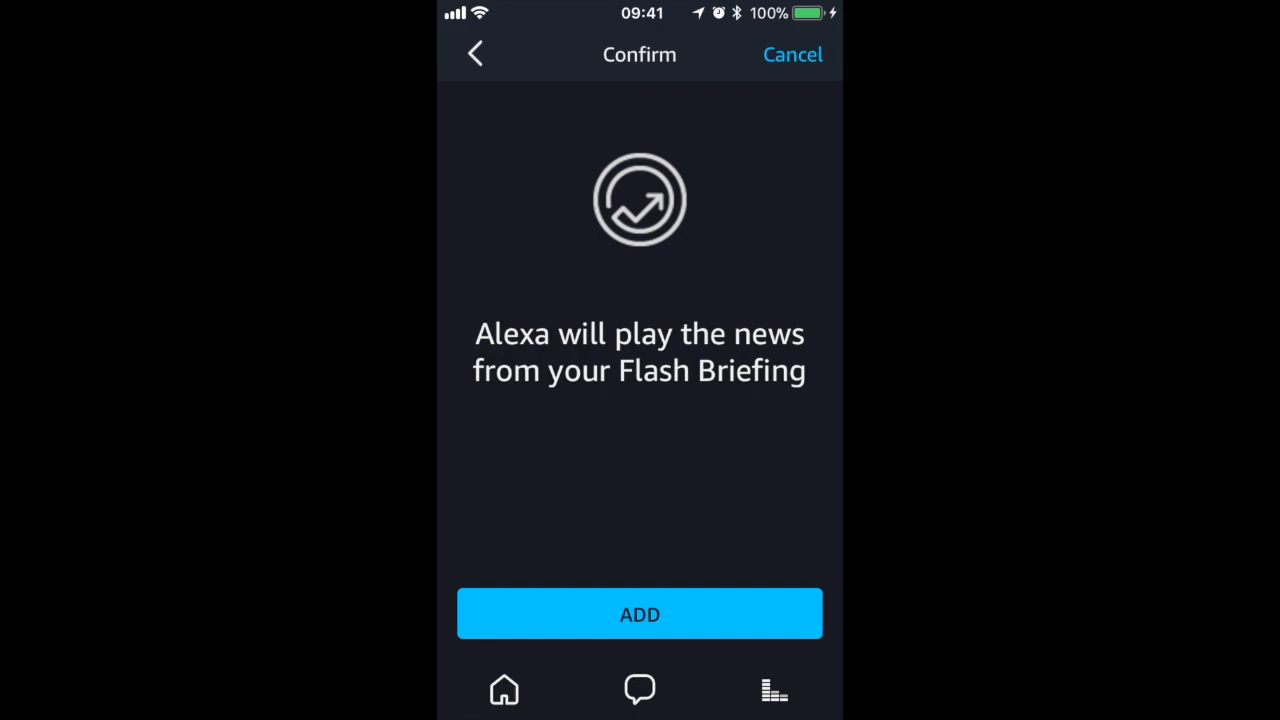 09:41
100%
Confirm
Cancel
Alexa will play the news
from your Flash Briefing
ADD